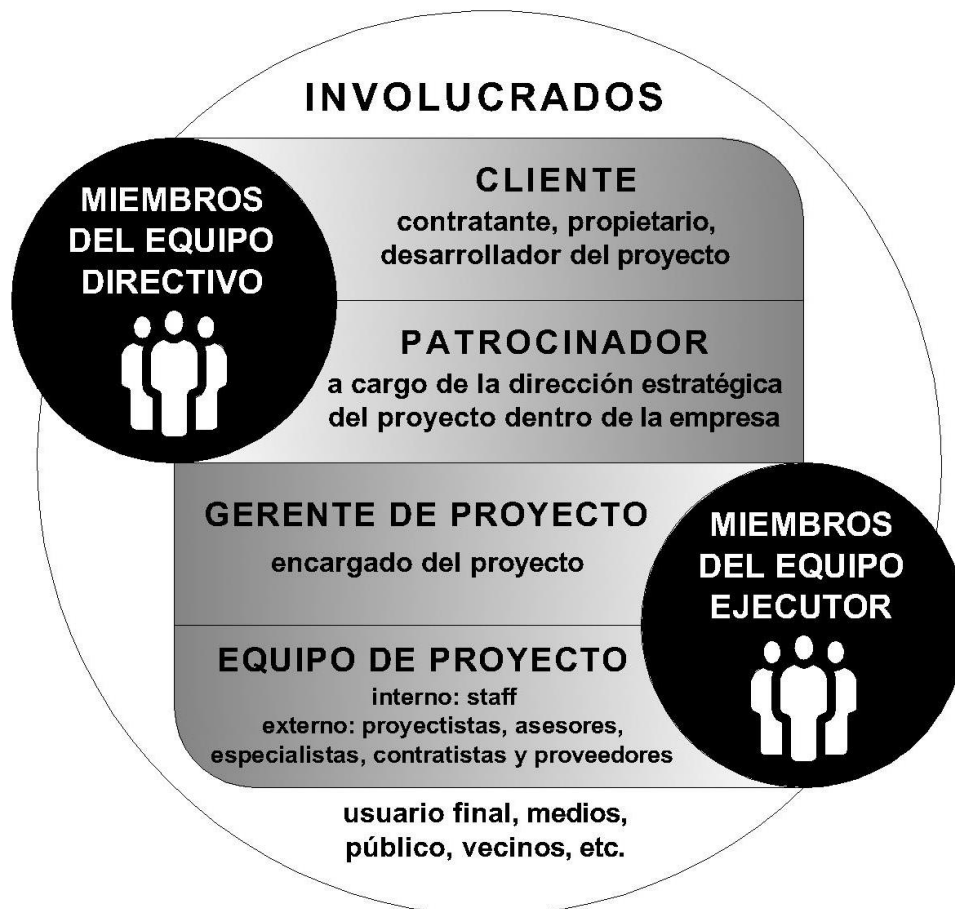 INVOLUCRADOS
MIEMBROS
DEL EQUIPO
DIRECTIVO
CLIENTE
contratante, propietario,
desarrollador del proyecto
PATROCINADOR
a cargo de la dirección estratégica
del proyecto dentro de la empresa
GERENTE DE PROYECTO
encargado del proyecto
MIEMBROS
DEL EQUIPO
EJECUTOR
EQUIPO DE PROYECTO
interno: staff
externo: proyectistas, asesores,
especialistas, contratistas y proveedores
usuario final, medios,
público, vecinos, etc.